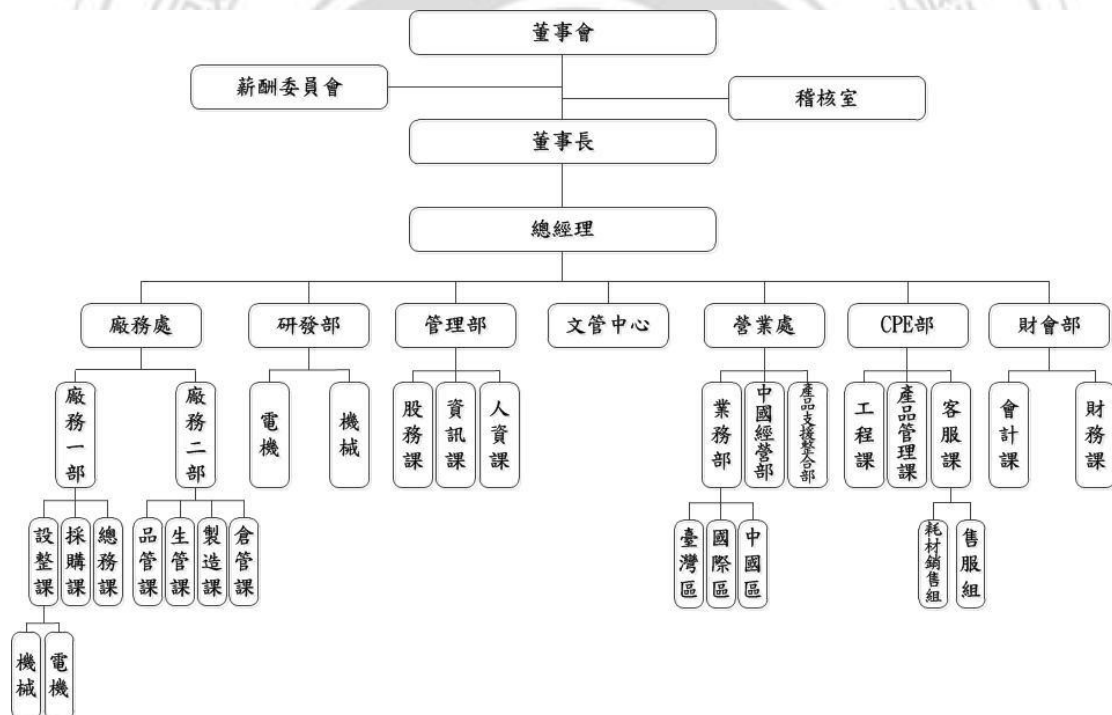 董事會
薪酬委員會
稽核室
董事長
總經理
廠務處
研發部
管理部
文管中心
營業處
CPE部
財會部
廠務一部
廠務二部
電機
機械
股務課
資訊課
人資課
業務部
中國經營部
產品支援整合部
工程課
產品管理課
客服課
會計課
財務課
設整課
採購課
總務課
品管課
生管課
製造課
倉管課
臺灣區
國際區
中國區
耗材銷售組
售服組
機械
電機